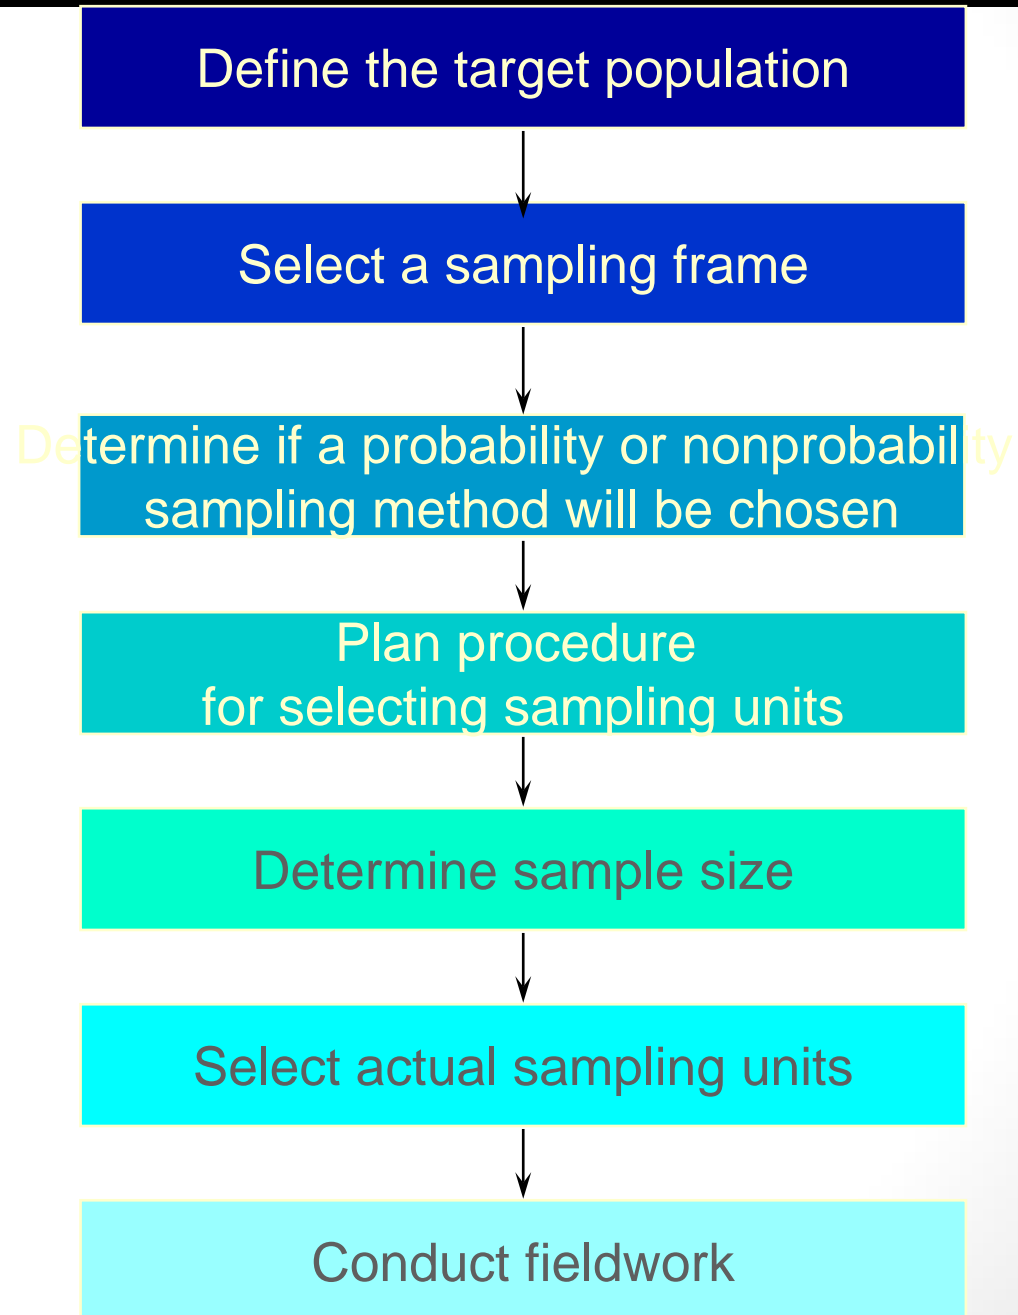 Define the target population
Select a sampling frame
Determine if a probability or nonprobability
sampling method will be chosen
Plan procedure
for selecting sampling units
Determine sample size
Select actual sampling units
Conduct fieldwork